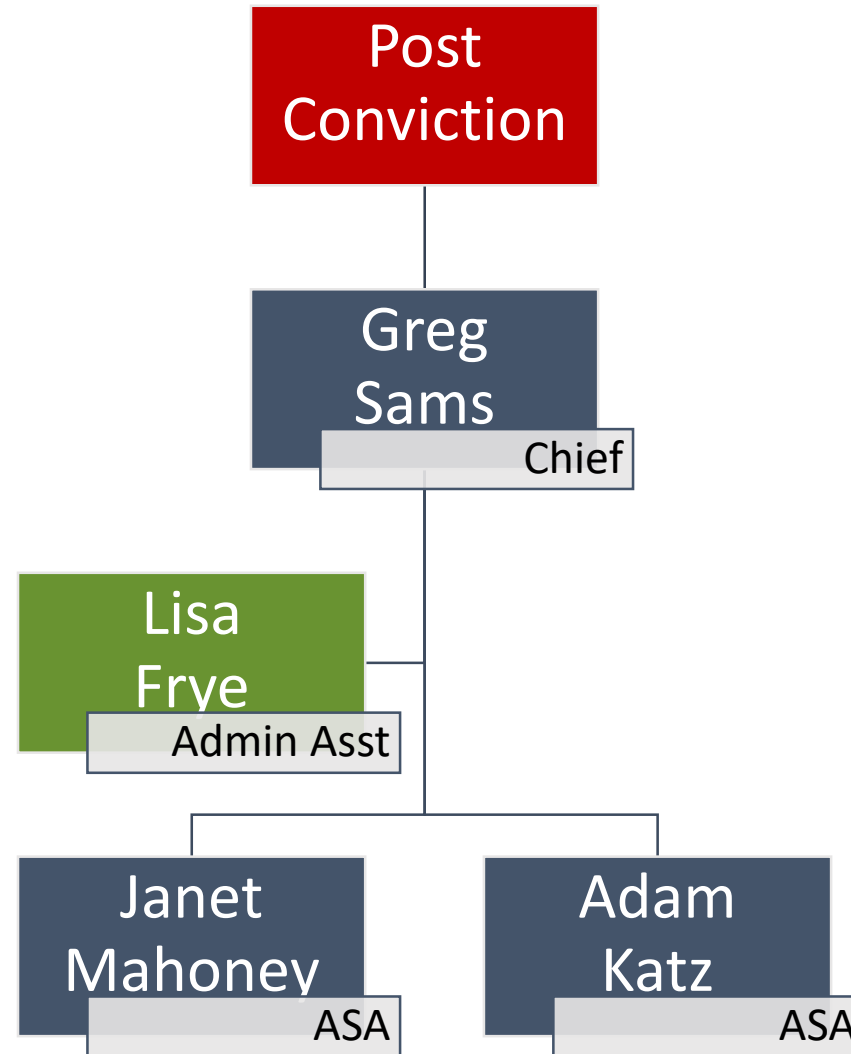 Post
Conviction
Greg
Sams
Chief
Lisa
Frye
Admin Asst
Janet
Mahoney
ASA
Adam
Katz
ASA